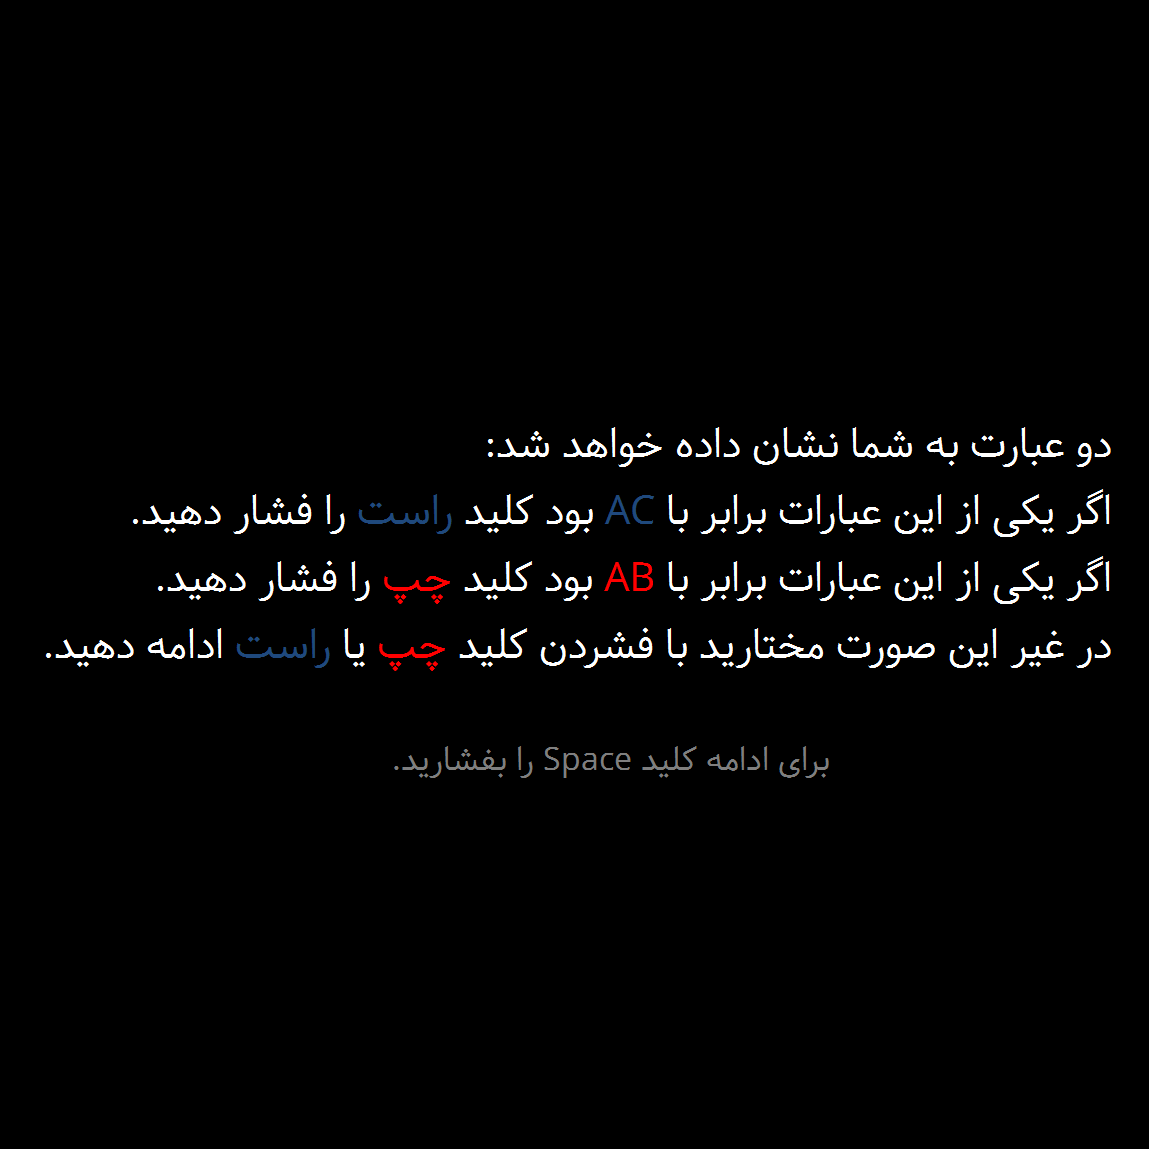 دو عبارت به شما نشان داده خواهد شد:
اگر یکی از این عبارات برابر با AC بود کلید راست را فشار دهید.
اگر یکی از این عبارات برابر با AB بود کلید چپ را فشار دهید.
در غیر این صورت مختارید با فشردن کلید چپ یا راست ادامه دهید.
برای ادامه کلید Space را بفشارید.